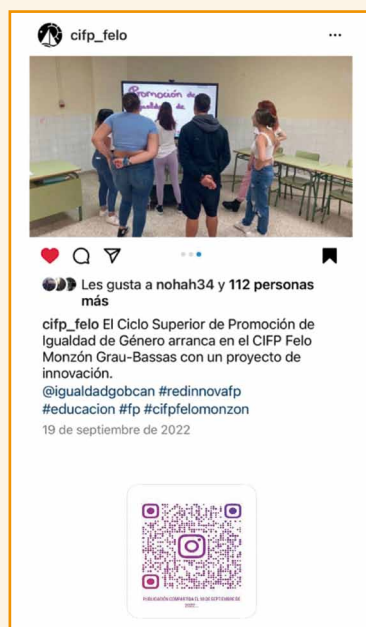 cifp_felo
Promoción de
Igualdad de
Les gusta a nohah34 y 112 personas
más
cifp_felo El Ciclo Superior de Promoción de
Igualdad de Género arranca en el CIFP Felo
Monzón Grau-Bassas con un proyecto de
innovación.
@igualdadgobcan #redinnovafp
#educacion #fp #cifpfelomonzon
19 de septiembre de 2022